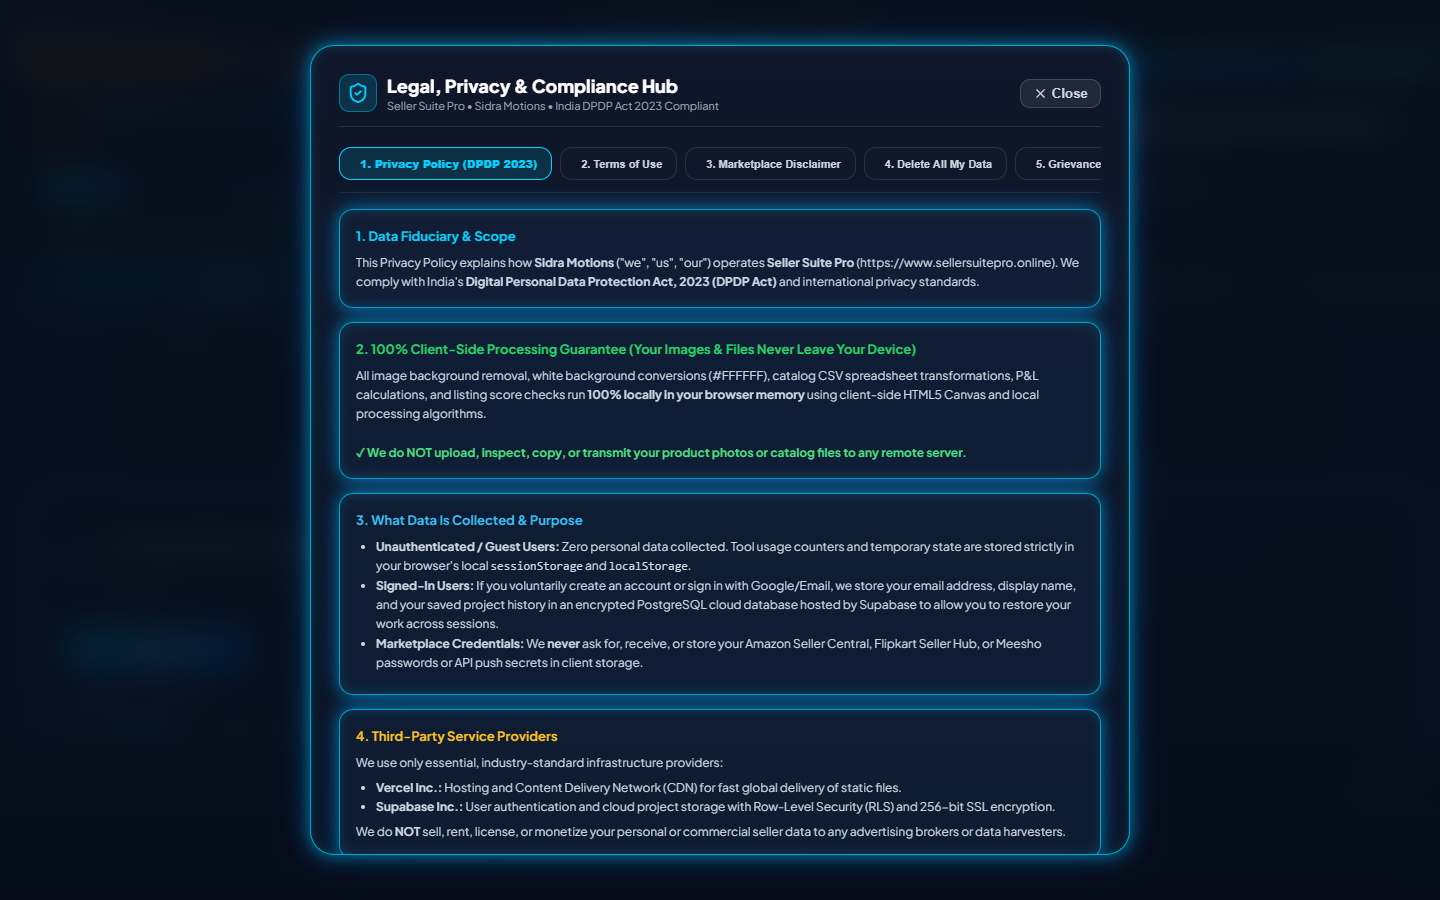 Legal, Privacy & Compliance Hub
Seller Suite Pro • Sidra Motions • India DPDP Act 2023 Compliant
× Close
1. Privacy Policy (DPDP 2023)
2. Terms of Use
3. Marketplace Disclaimer
4. Delete All My Data
5. Grievance
1. Data Fiduciary & Scope
This Privacy Policy explains how Sidra Motions ("we", "us", "our") operates Seller Suite Pro (https://www.sellersuitepro.online). We
comply with India's Digital Personal Data Protection Act, 2023 (DPDP Act) and international privacy standards.
2. 100% Client-Side Processing Guarantee (Your Images & Files Never Leave Your Device)
All image background removal, white background conversions (#FFFFFF), catalog CSV spreadsheet transformations, P&L
calculations, and listing score checks run 100% locally in your browser memory using client-side HTML5 Canvas and local
processing algorithms.
✓ We do NOT upload, inspect, copy, or transmit your product photos or catalog files to any remote server.
3. What Data Is Collected & Purpose
• Unauthenticated / Guest Users: Zero personal data collected. Tool usage counters and temporary state are stored strictly in
your browser's local sessionStorage and localStorage.
• Signed-In Users: If you voluntarily create an account or sign in with Google/Email, we store your email address, display name,
and your saved project history in an encrypted PostgreSQL cloud database hosted by Supabase to allow you to restore your
work across sessions.
• Marketplace Credentials: We never ask for, receive, or store your Amazon Seller Central, Flipkart Seller Hub, or Meesho
passwords or API push secrets in client storage.
4. Third-Party Service Providers
We use only essential, industry-standard infrastructure providers:
• Vercel Inc.: Hosting and Content Delivery Network (CDN) for fast global delivery of static files.
• Supabase Inc.: User authentication and cloud project storage with Row-Level Security (RLS) and 256-bit SSL encryption.
We do NOT sell, rent, license, or monetize your personal or commercial seller data to any advertising brokers or data harvesters.